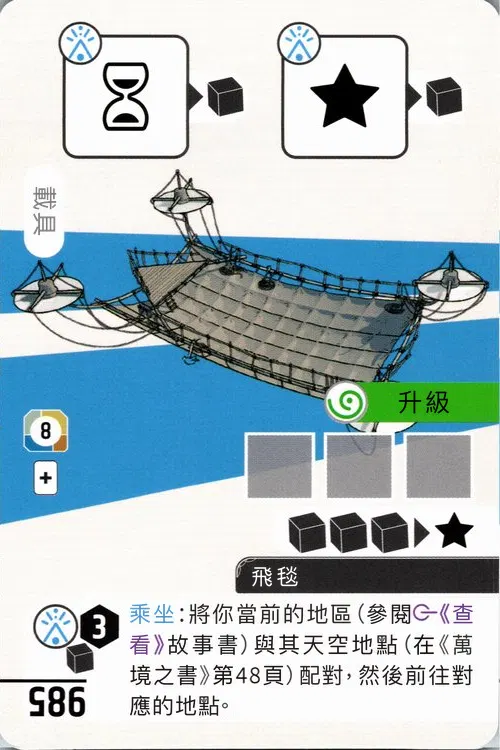 載具
升級
8
+
飛毯
3
乘坐:將你當前的地區(參閱《查
看》故事書)與其天空地點(在《萬
境之書》第48頁)配對,然後前往對
應的地點。